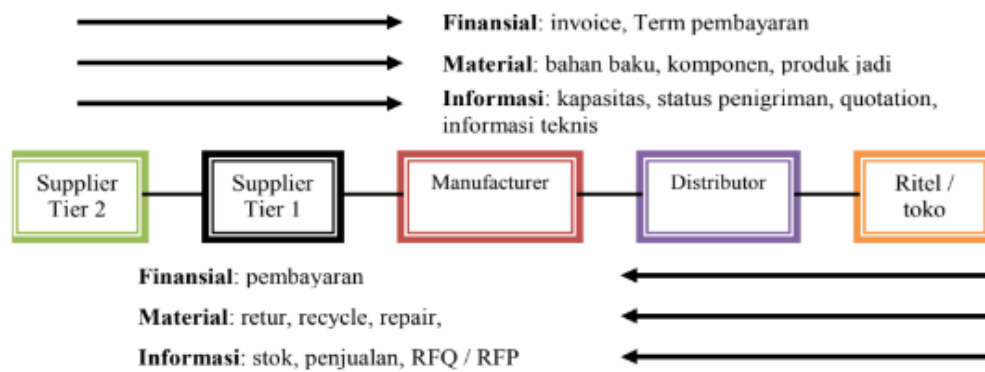 Finansial: invoice, Term pembayaran
Material: bahan baku, komponen, produk jadi
Informasi: kapasitas, status penigriman, quotation,
informasi teknis
Supplier
Tier 2
Supplier
Tier 1
Manufacturer
Distributor
Ritel /
toko
Finansial: pembayaran
Material: retur, recycle, repair,
Informasi: stok, penjualan, RFQ / RFP